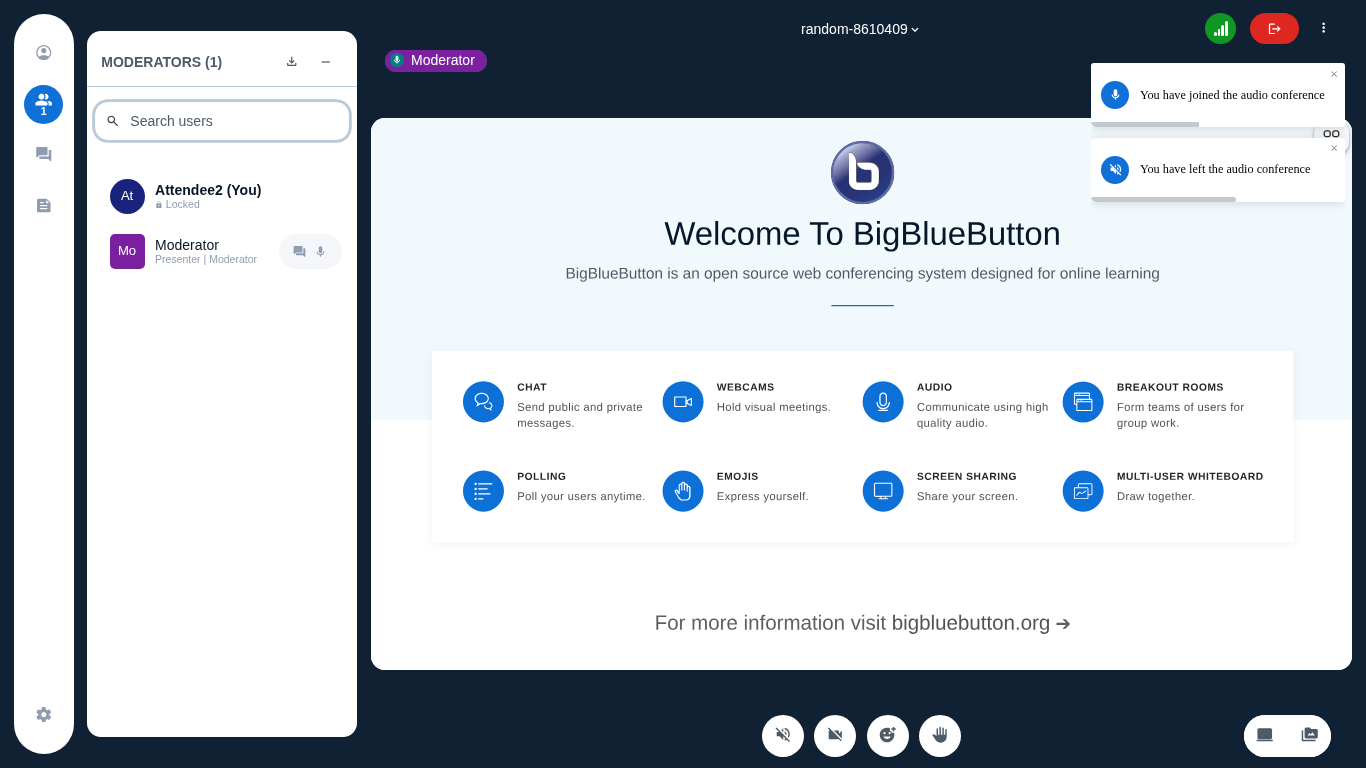 random-8610409
MODERATORS (1)
Moderator
You have joined the audio conference
1
Search users
You have left the audio conference
At
Attendee2 (You)
Locked
Mo
Moderator
Presenter | Moderator
Welcome To BigBlueButton
BigBlueButton is an open source web conferencing system designed for online learning
CHAT
Send public and private
messages.
WEBCAMS
Hold visual meetings.
AUDIO
Communicate using high
quality audio.
BREAKOUT ROOMS
Form teams of users for
group work.
POLLING
Poll your users anytime.
EMOJIS
Express yourself.
SCREEN SHARING
Share your screen.
MULTI-USER WHITEBOARD
Draw together.
For more information visit bigbluebutton.org ➔